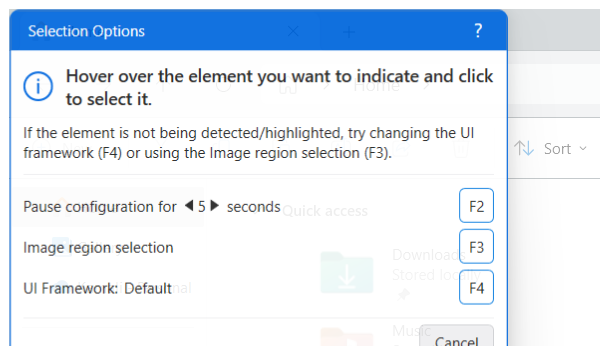 Selection Options
?
Hover over the element you want to indicate and click
to select it.
Home
If the element is not being detected/highlighted, try changing the UI
framework (F4) or using the Image region selection (F3).
Sort
Pause configuration for 5 seconds
F2
Quick access
Image region selection
F3
Downloads
Stored locally
UI Framework: Default
F4
Music
Cancel